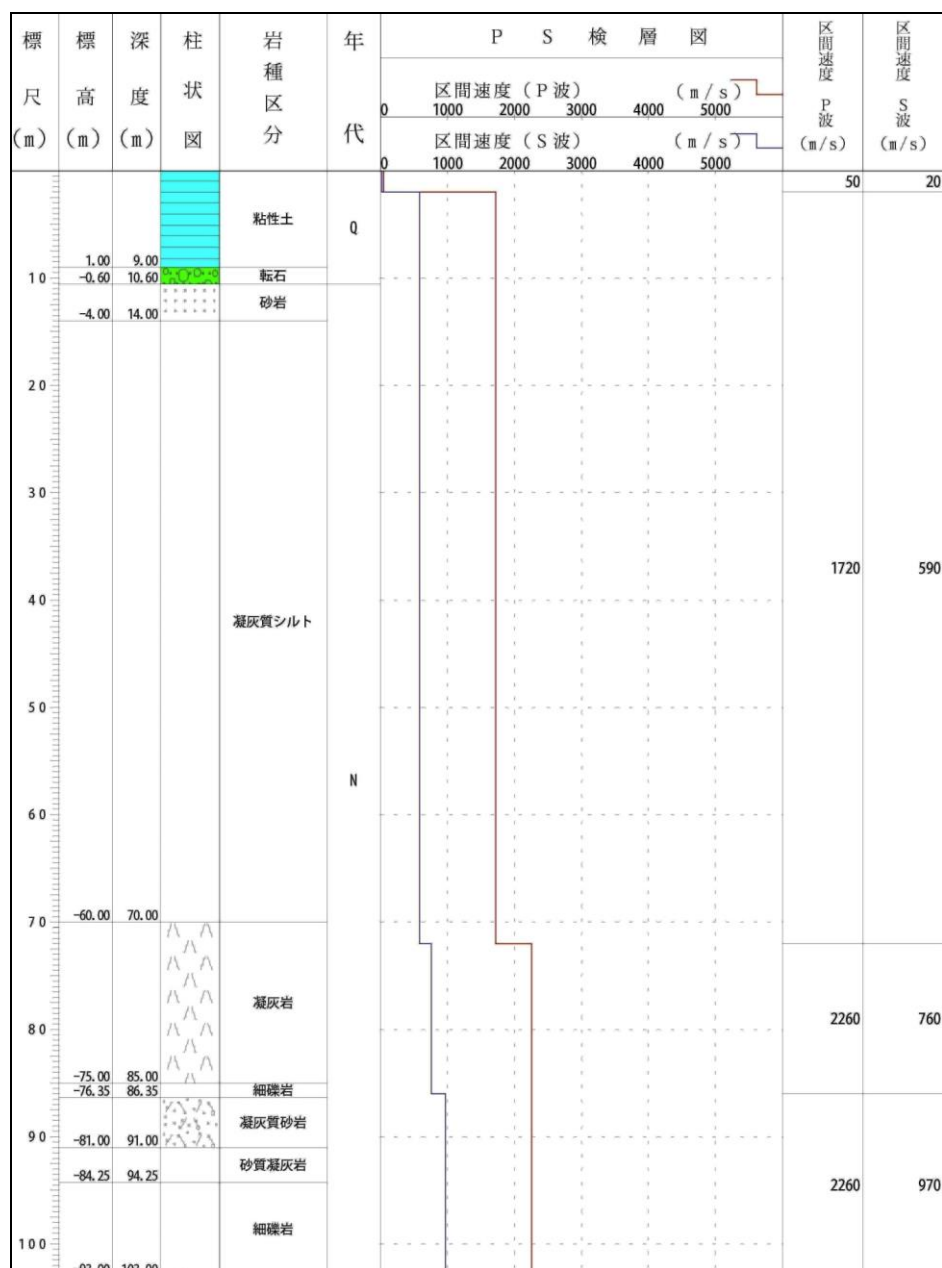 標尺(m) 標高(m) 深度(m) 柱状図 岩種区分 年代 PS検層図 区間速度 P波(m/s) 区間速度 S波(m/s)
区間速度(P波) (m/s)
0 1000 2000 3000 4000 5000
区間速度(S波) (m/s)
0 1000 2000 3000 4000 5000
50 20
粘性土 Q
1.00 9.00
10 -0.60 10.60 転石
砂岩
-4.00 14.00
20
30
1720 590
40
凝灰質シルト
50
N
60
70 -60.00 70.00
凝灰岩
80 2260 760
-75.00 85.00
-76.35 86.35 細礫岩
凝灰質砂岩
90 -81.00 91.00
砂質凝灰岩
-84.25 94.25
2260 970
細礫岩
100